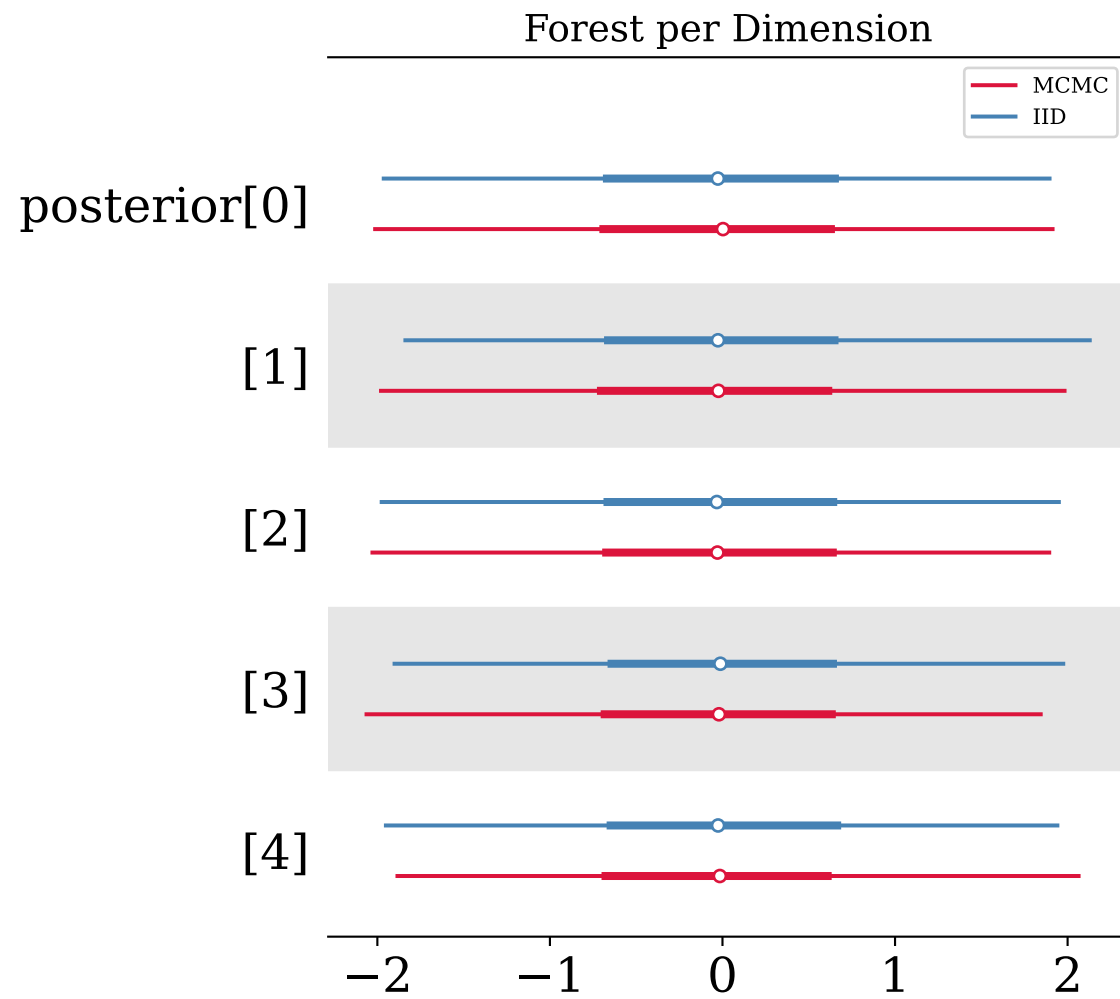 Forest per Dimension
MCMC
IID
posterior[0]
[1]
[2]
[3]
[4]
−2 −1 0 1 2